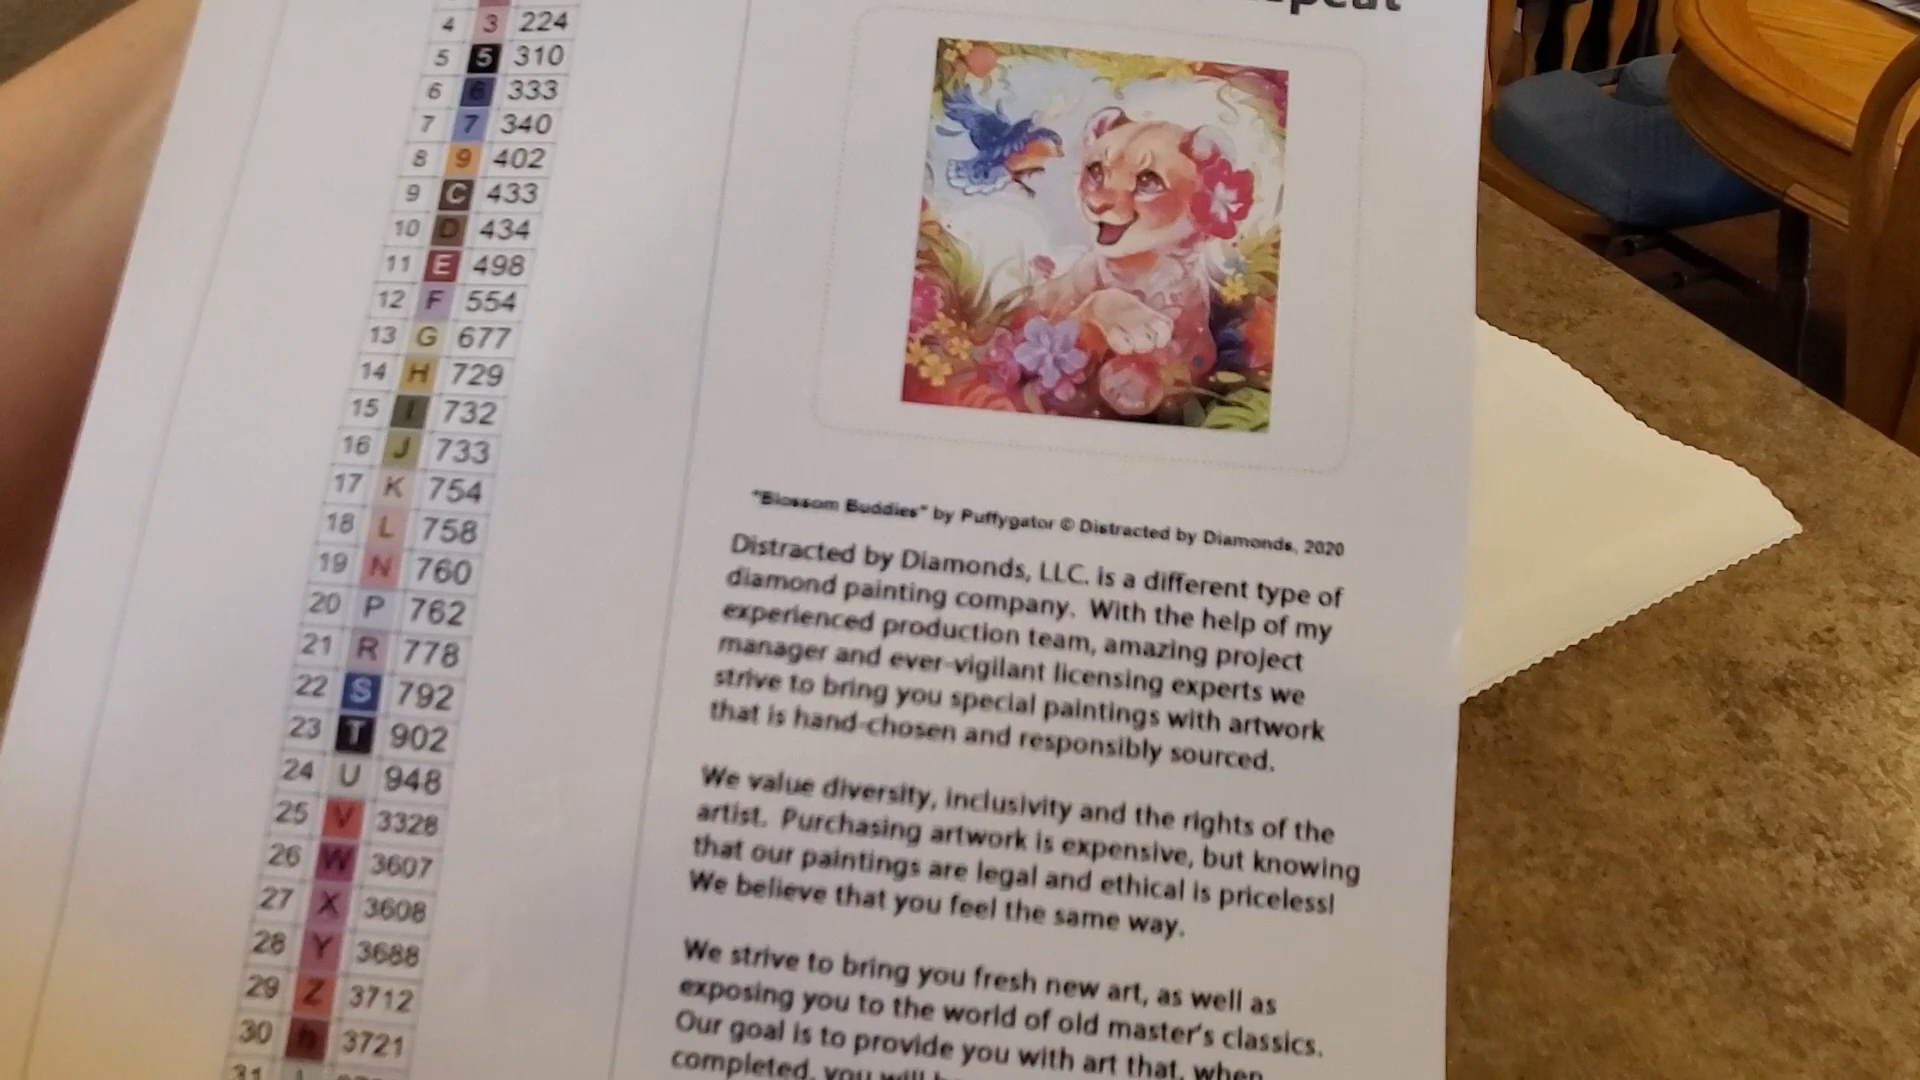 4 3 224
5 5 310
6 6 333
7 7 340
8 9 402
9 C 433
10 D 434
11 E 498
12 F 554
13 G 677
14 H 729
15 I 732
16 J 733
17 K 754
18 L 758
19 N 760
20 P 762
21 R 778
22 S 792
23 T 902
24 U 948
25 V 3328
26 W 3607
27 X 3608
28 Y 3688
29 Z 3712
30 h 3721
31
"Blossom Buddies" by Puffygator © Distracted by Diamonds, 2020
Distracted by Diamonds, LLC. is a different type of
diamond painting company. With the help of my
experienced production team, amazing project
manager and ever-vigilant licensing experts we
strive to bring you special paintings with artwork
that is hand-chosen and responsibly sourced.
We value diversity, inclusivity and the rights of the
artist. Purchasing artwork is expensive, but knowing
that our paintings are legal and ethical is priceless!
We believe that you feel the same way.
We strive to bring you fresh new art, as well as
exposing you to the world of old master's classics.
Our goal is to provide you with art that, when
completed, you will